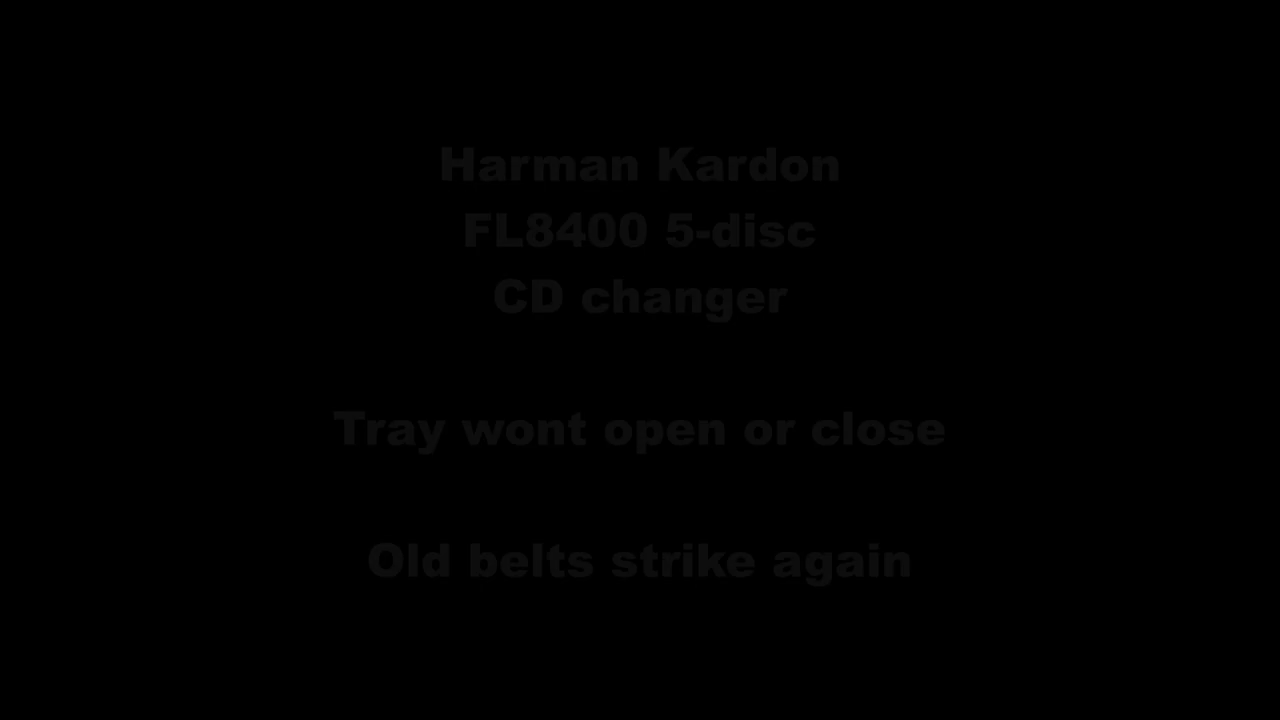 Harman Kardon
FL8400 5-disc
CD changer
Tray wont open or close
Old belts strike again